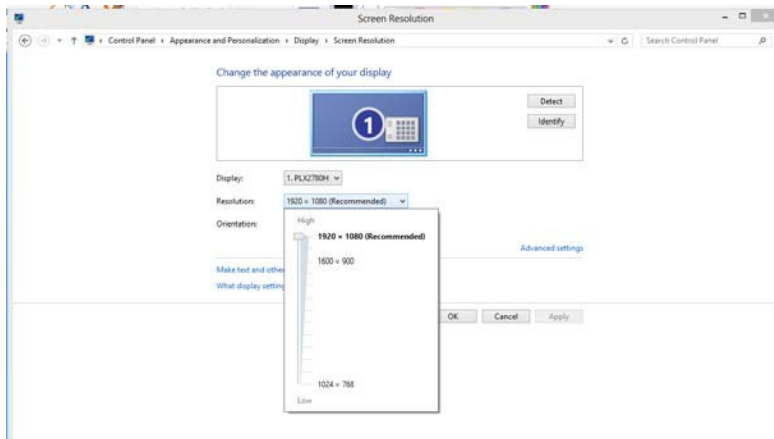 Screen Resolution
Control Panel Appearance and Personalization Display Screen Resolution
Search Control Panel
Change the appearance of your display
1
Detect
Identify
Display: 1. PLX2780H
Resolution: 1920 × 1080 (Recommended)
Orientation:
High
1920 × 1080 (Recommended)
1600 × 900
1024 × 768
Low
Advanced settings
Make text and other
What display setting
OK Cancel Apply